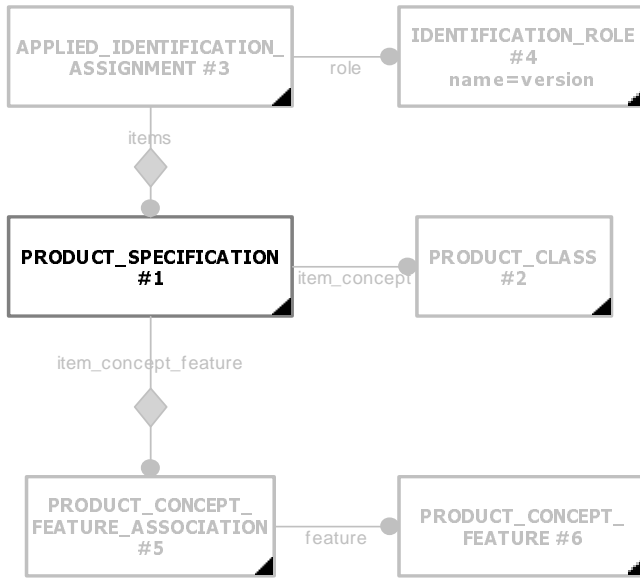 APPLIED_IDENTIFICATION_
ASSIGNMENT #3
role
IDENTIFICATION_ROLE
#4
name=version
items
PRODUCT_SPECIFICATION
#1
item_concept
PRODUCT_CLASS
#2
item_concept_feature
PRODUCT_CONCEPT_
FEATURE_ASSOCIATION
#5
feature
PRODUCT_CONCEPT_
FEATURE #6